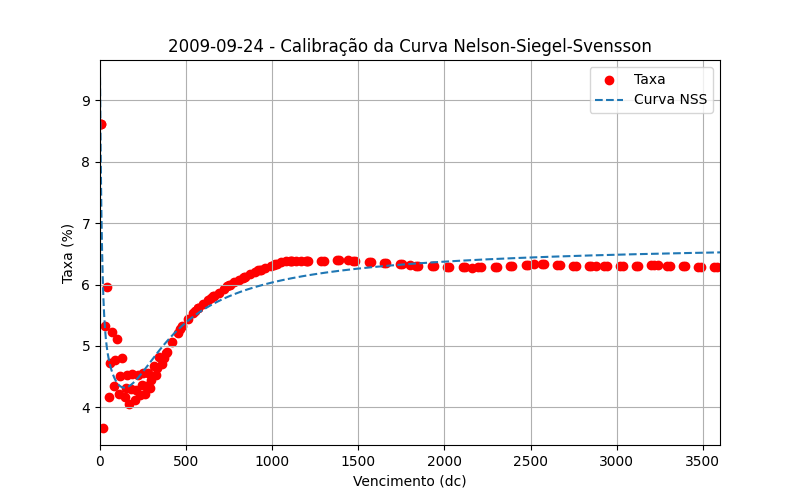 2009-09-24 - Calibração da Curva Nelson-Siegel-Svensson
Taxa
Curva NSS
Taxa (%)
9
8
7
6
5
4
0 500 1000 1500 2000 2500 3000 3500
Vencimento (dc)